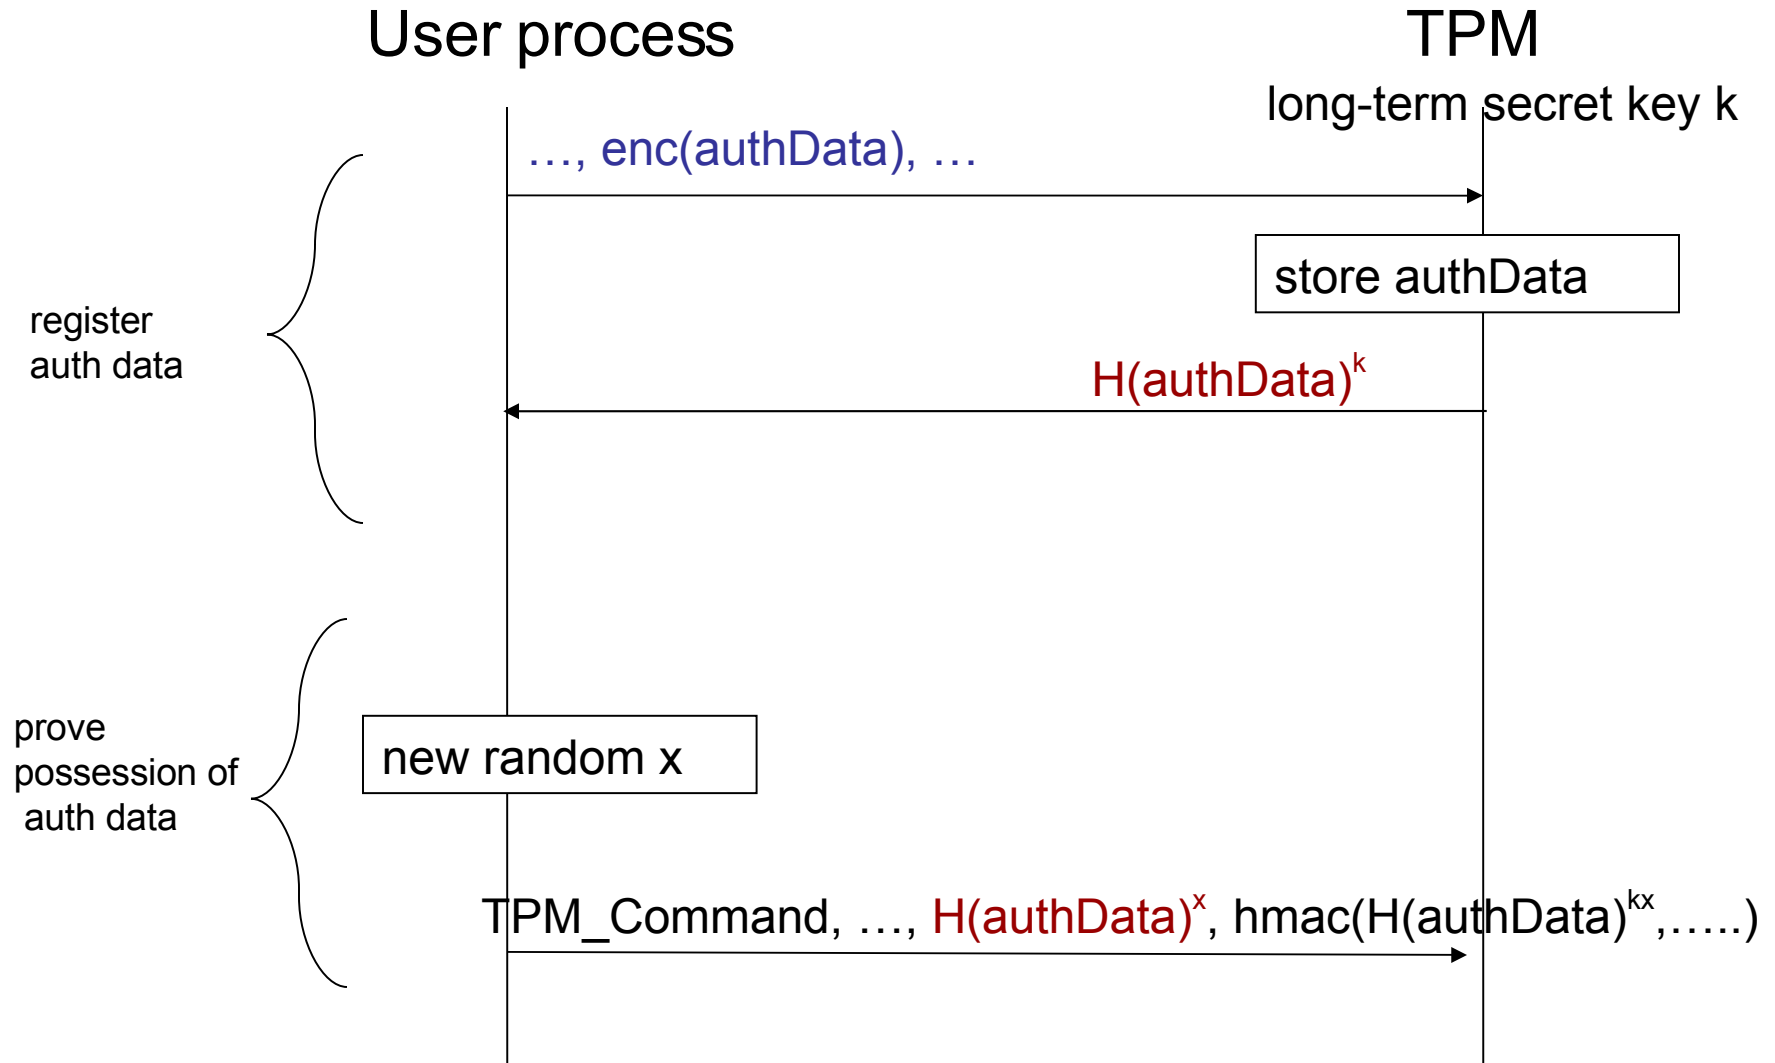 User process
TPM
long-term secret key k
…, enc(authData), …
store authData
register
auth data
H(authData)^k
prove
possession of
auth data
new random x
TPM_Command, …, H(authData)^x, hmac(H(authData)^kx,…..)